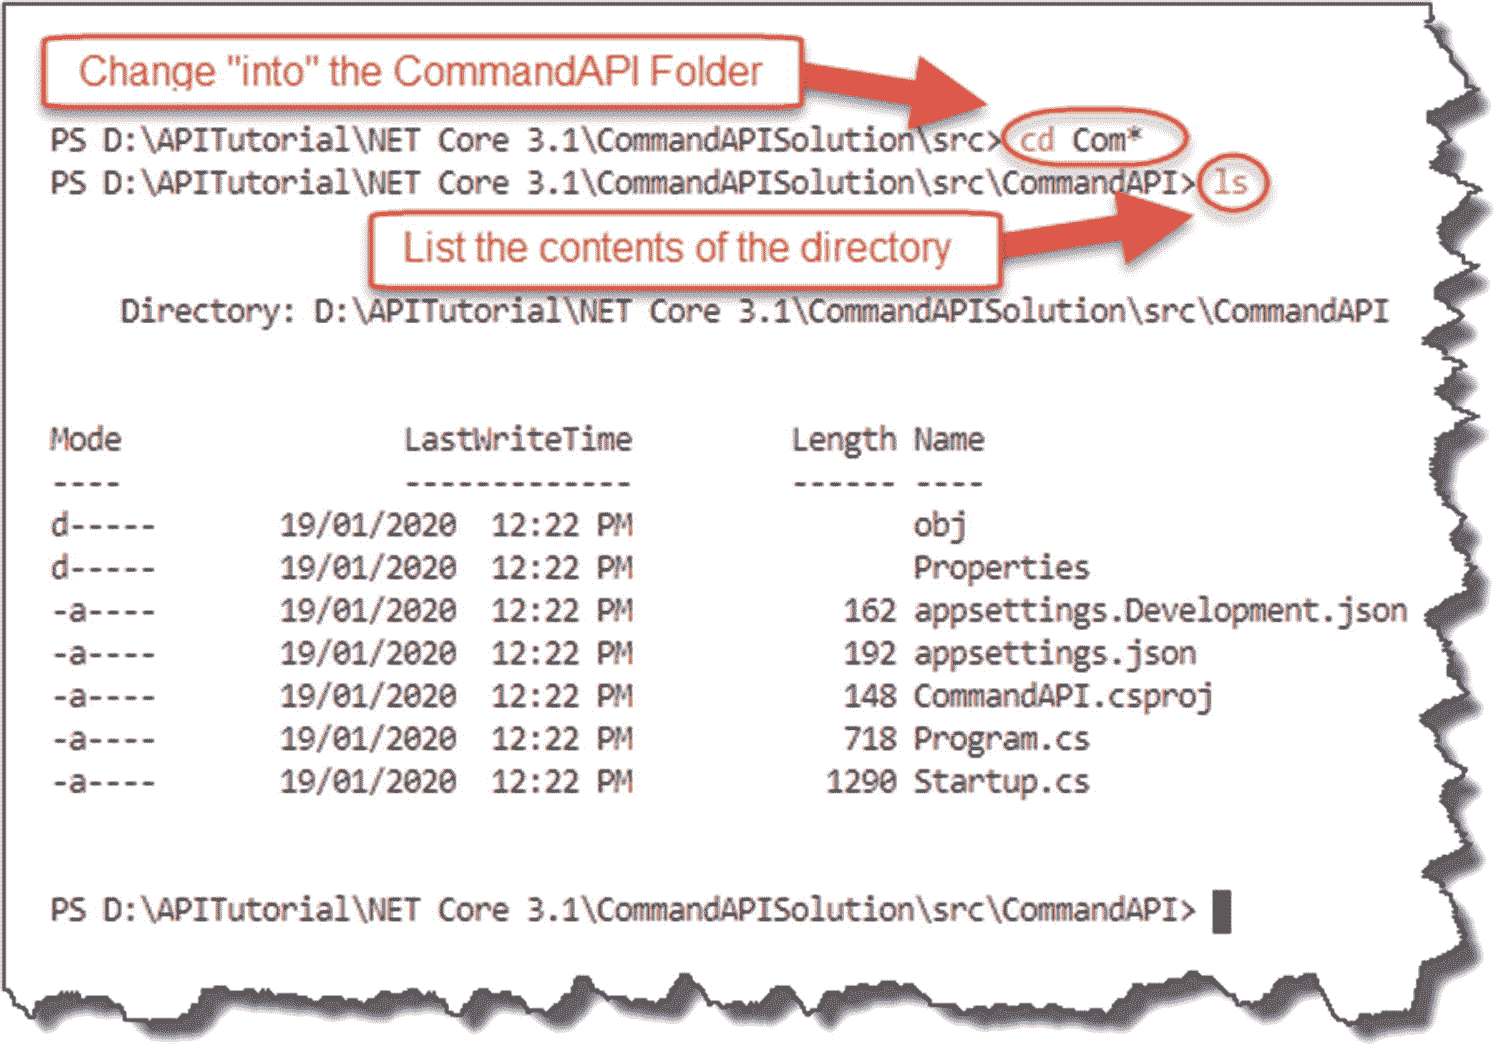 Change "into" the CommandAPI Folder
PS D:\APITutorial\NET Core 3.1\CommandAPISolution\src> cd Com*
PS D:\APITutorial\NET Core 3.1\CommandAPISolution\src\CommandAPI> ls
List the contents of the directory
Directory: D:\APITutorial\NET Core 3.1\CommandAPISolution\src\CommandAPI
Mode LastWriteTime Length Name
---- ------------- ------ ----
d----- 19/01/2020 12:22 PM obj
d----- 19/01/2020 12:22 PM Properties
-a---- 19/01/2020 12:22 PM 162 appsettings.Development.json
-a---- 19/01/2020 12:22 PM 192 appsettings.json
-a---- 19/01/2020 12:22 PM 148 CommandAPI.csproj
-a---- 19/01/2020 12:22 PM 718 Program.cs
-a---- 19/01/2020 12:22 PM 1290 Startup.cs
PS D:\APITutorial\NET Core 3.1\CommandAPISolution\src\CommandAPI>